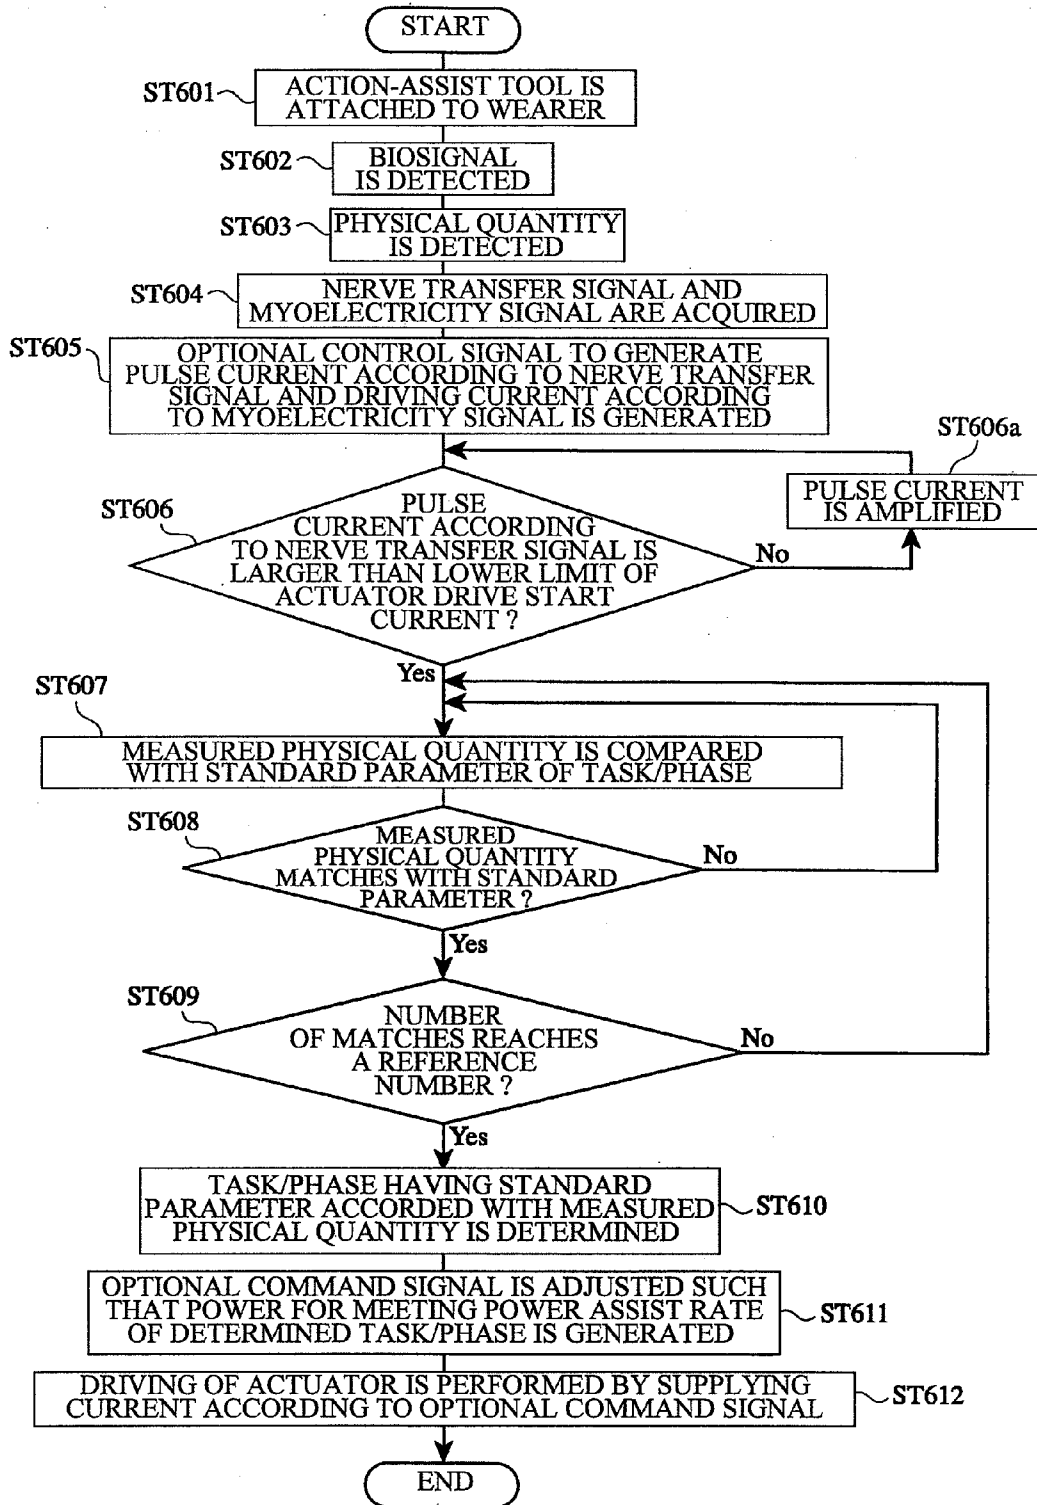 START
ST601
ACTION-ASSIST TOOL IS
ATTACHED TO WEARER
ST602
BIOSIGNAL
IS DETECTED
ST603
PHYSICAL QUANTITY
IS DETECTED
ST604
NERVE TRANSFER SIGNAL AND
MYOELECTRICITY SIGNAL ARE ACQUIRED
ST605
OPTIONAL CONTROL SIGNAL TO GENERATE
PULSE CURRENT ACCORDING TO NERVE TRANSFER
SIGNAL AND DRIVING CURRENT ACCORDING
TO MYOELECTRICITY SIGNAL IS GENERATED
ST606a
PULSE CURRENT
IS AMPLIFIED
ST606
PULSE
CURRENT ACCORDING
TO NERVE TRANSFER SIGNAL IS
LARGER THAN LOWER LIMIT OF
ACTUATOR DRIVE START
CURRENT ?
No
Yes
ST607
MEASURED PHYSICAL QUANTITY IS COMPARED
WITH STANDARD PARAMETER OF TASK/PHASE
ST608
MEASURED
PHYSICAL QUANTITY
MATCHES WITH STANDARD
PARAMETER ?
No
Yes
ST609
NUMBER
OF MATCHES REACHES
A REFERENCE
NUMBER ?
No
Yes
TASK/PHASE HAVING STANDARD
PARAMETER ACCORDED WITH MEASURED
PHYSICAL QUANTITY IS DETERMINED
ST610
OPTIONAL COMMAND SIGNAL IS ADJUSTED SUCH
THAT POWER FOR MEETING POWER ASSIST RATE
OF DETERMINED TASK/PHASE IS GENERATED
ST611
DRIVING OF ACTUATOR IS PERFORMED BY SUPPLYING
CURRENT ACCORDING TO OPTIONAL COMMAND SIGNAL
ST612
END